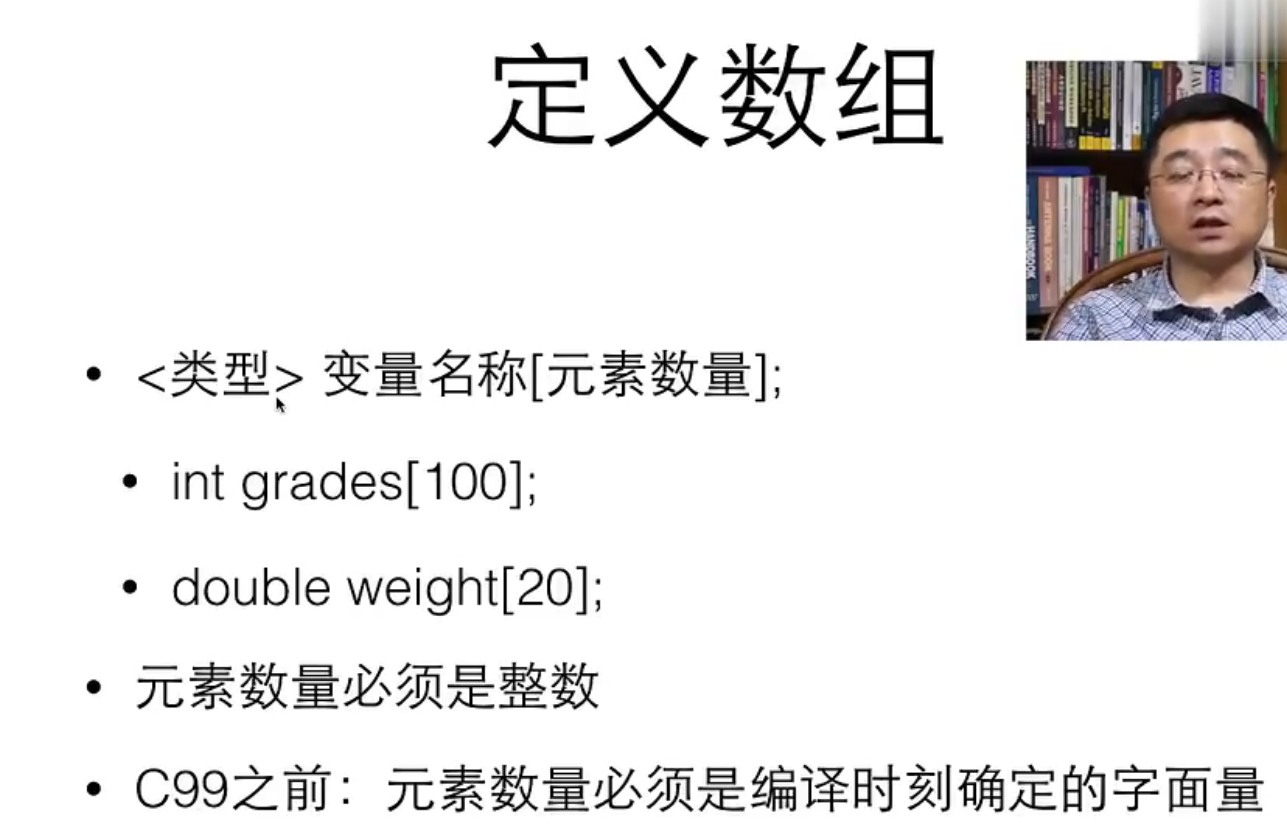 定义数组
<类型> 变量名称[元素数量];
int grades[100];
double weight[20];
元素数量必须是整数
C99之前：元素数量必须是编译时刻确定的字面量